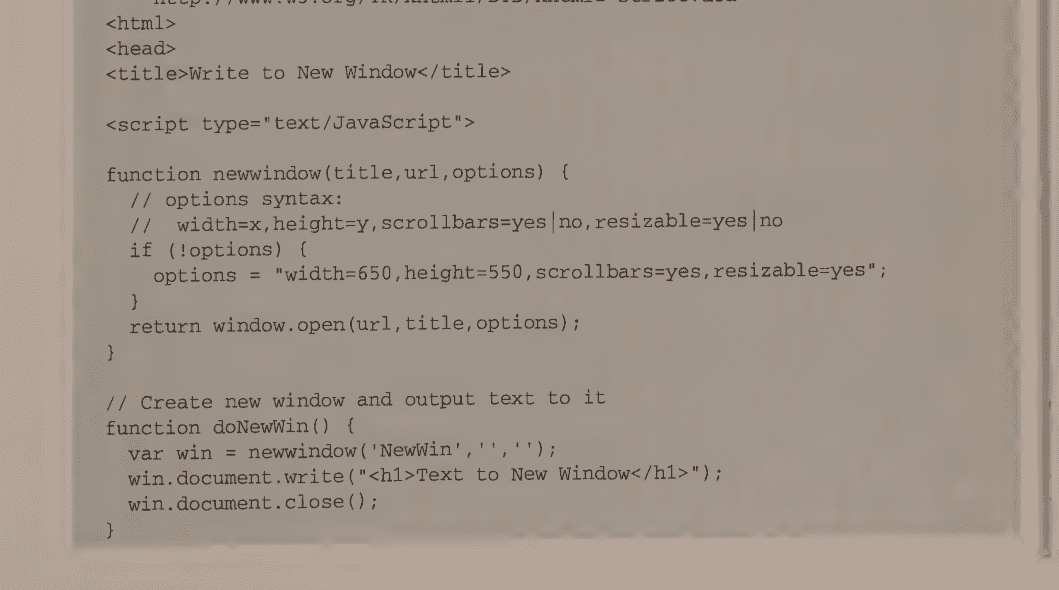 <html>
<head>
<title>Write to New Window</title>
<script type="text/JavaScript">
function newwindow(title,url,options) {
// options syntax:
// width=x,height=y,scrollbars=yes|no,resizable=yes|no
if (!options) {
options = "width=650,height=550,scrollbars=yes,resizable=yes";
}
return window.open(url,title,options);
}
// Create new window and output text to it
function doNewWin() {
var win = newwindow('NewWin','','');
win.document.write("<h1>Text to New Window</h1>");
win.document.close();
}